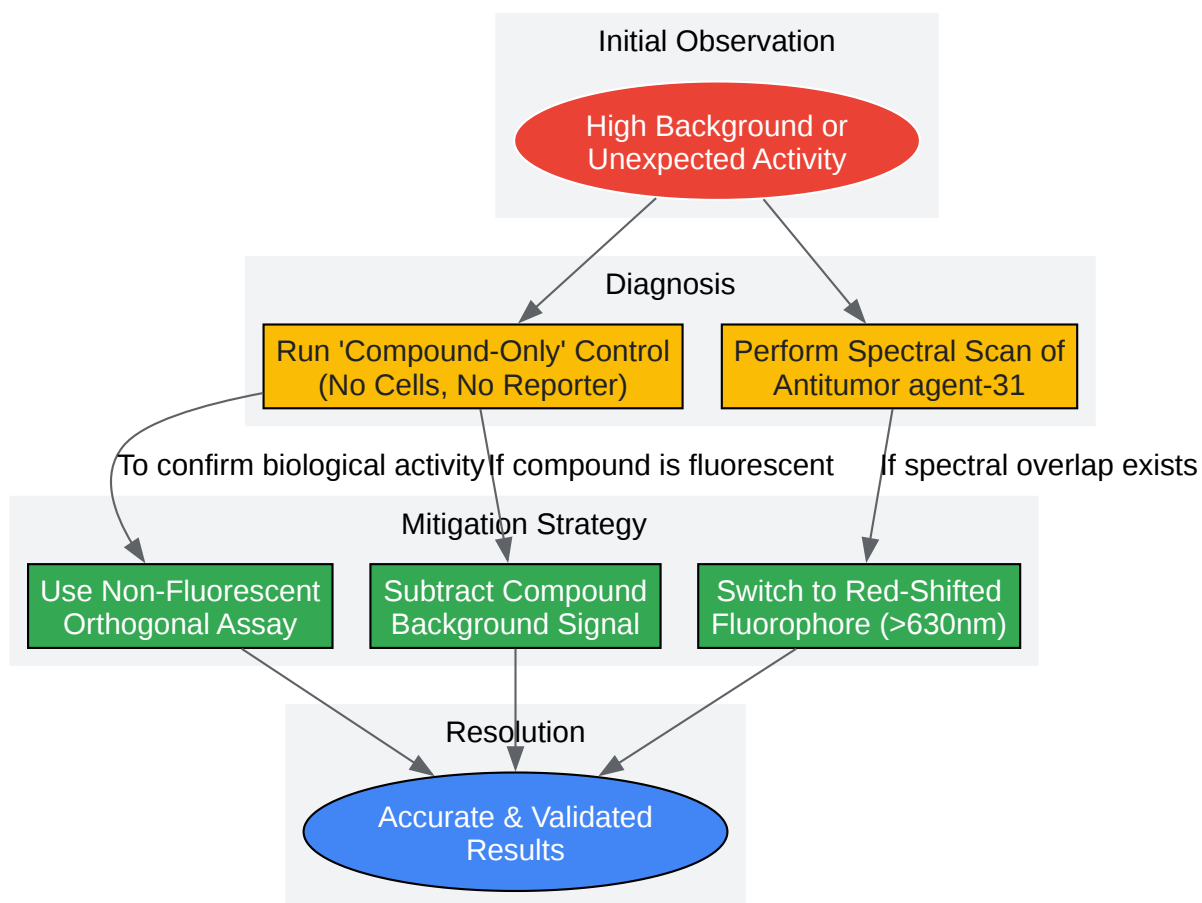 Initial Observation
High Background or
Unexpected Activity
Diagnosis
Run 'Compound-Only' Control
(No Cells, No Reporter)
Perform Spectral Scan of
Antitumor agent-31
To confirm biological activity
If compound is fluorescent
If spectral overlap exists
Mitigation Strategy
Use Non-Fluorescent
Orthogonal Assay
Subtract Compound
Background Signal
Switch to Red-Shifted
Fluorophore (>630nm)
Resolution
Accurate & Validated
Results